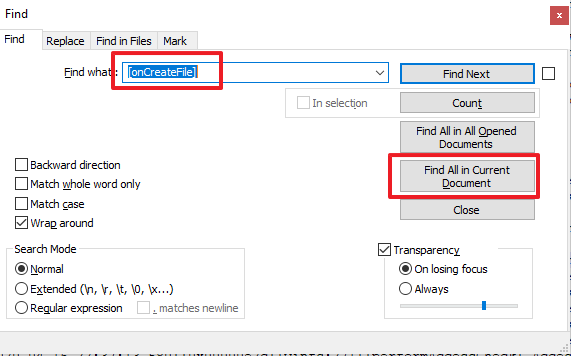 Find
Find Replace Find in Files Mark
Find what : [onCreateFile] Find Next
In selection Count
Find All in All Opened
Documents
Find All in Current
Document
Close
Backward direction
Match whole word only
Match case
Wrap around
Search Mode
Normal
Extended (\n, \r, \t, \0, \x...)
Regular expression . matches newline
Transparency
On losing focus
Always